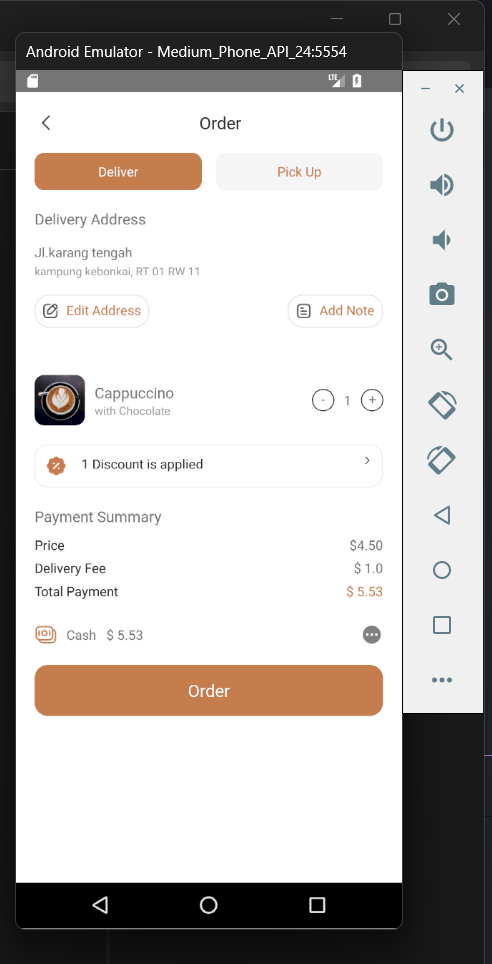 Android Emulator - Medium_Phone_API_24:5554
LTE
Order
Deliver
Pick Up
Delivery Address
Jl.karang tengah
kampung kebonkai, RT 01 RW 11
Edit Address
Add Note
Cappuccino
with Chocolate
- 1 +
1 Discount is applied
Payment Summary
Price $4.50
Delivery Fee $ 1.0
Total Payment $ 5.53
Cash $ 5.53
Order